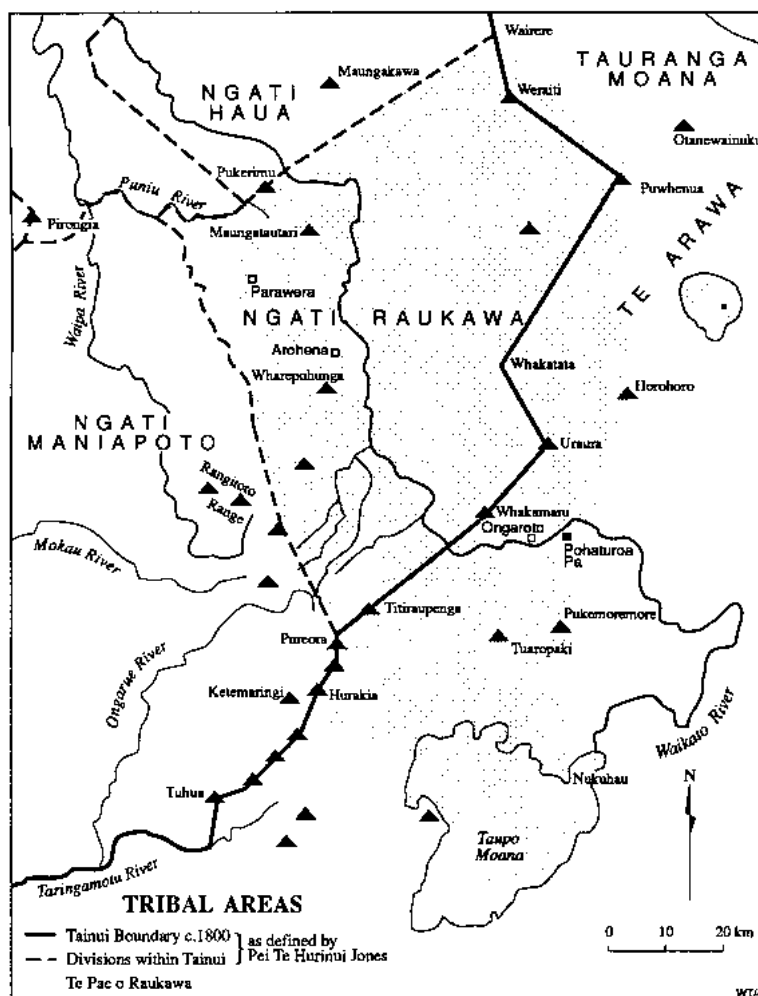 Wairere
TAURANGA
MOANA
Maungakawa
NGATI
HAUA
Weraiti
Otanewainuku
Pukerimu
Puniu River
Puwhenua
Pirongia
Maungatautari
TE ARAWA
Parawera
Waipa River
NGATI RAUKAWA
Arohena
Whakatata
Wharepuhunga
Horohoro
NGATI
MANIAPOTO
Uraura
Rangitoto
Range
Whakamaru
Ongaroto
Pohaturoa
Pa
Mokau River
Titiraupenga
Pukemoremore
Pureora
Tuaropaki
Ongarue River
Ketemaringi
Hurakia
Waikato River
Nukuhau
N
Tuhua
Taupo
Moana
Taringamotu River
TRIBAL AREAS
Tainui Boundary c.1800
Divisions within Tainui
as defined by
Pei Te Hurinui Jones
Te Pae o Raukawa
0 10 20 km